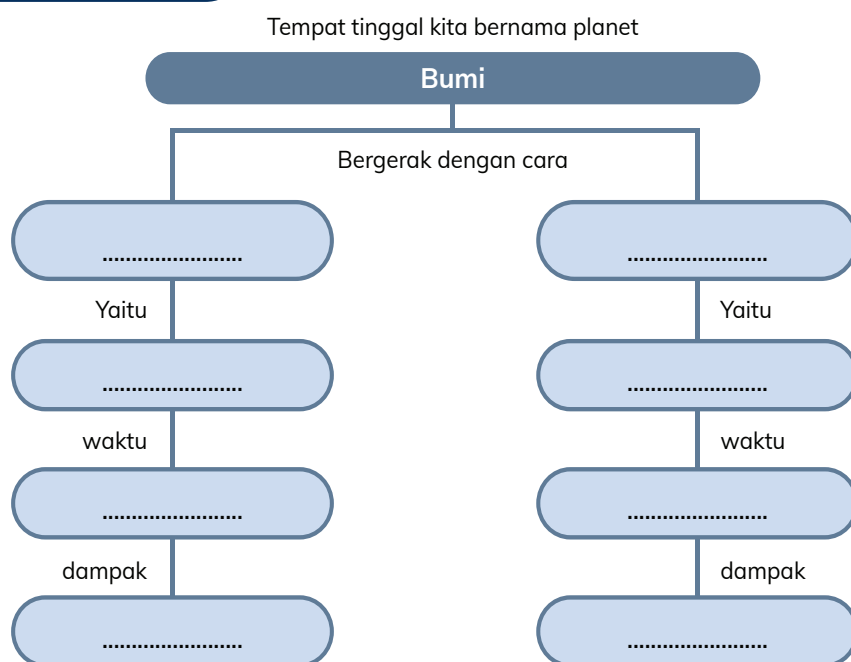 Tempat tinggal kita bernama planet
Bumi
Bergerak dengan cara
........................
........................
Yaitu
Yaitu
........................
........................
waktu
waktu
........................
........................
dampak
dampak
........................
........................